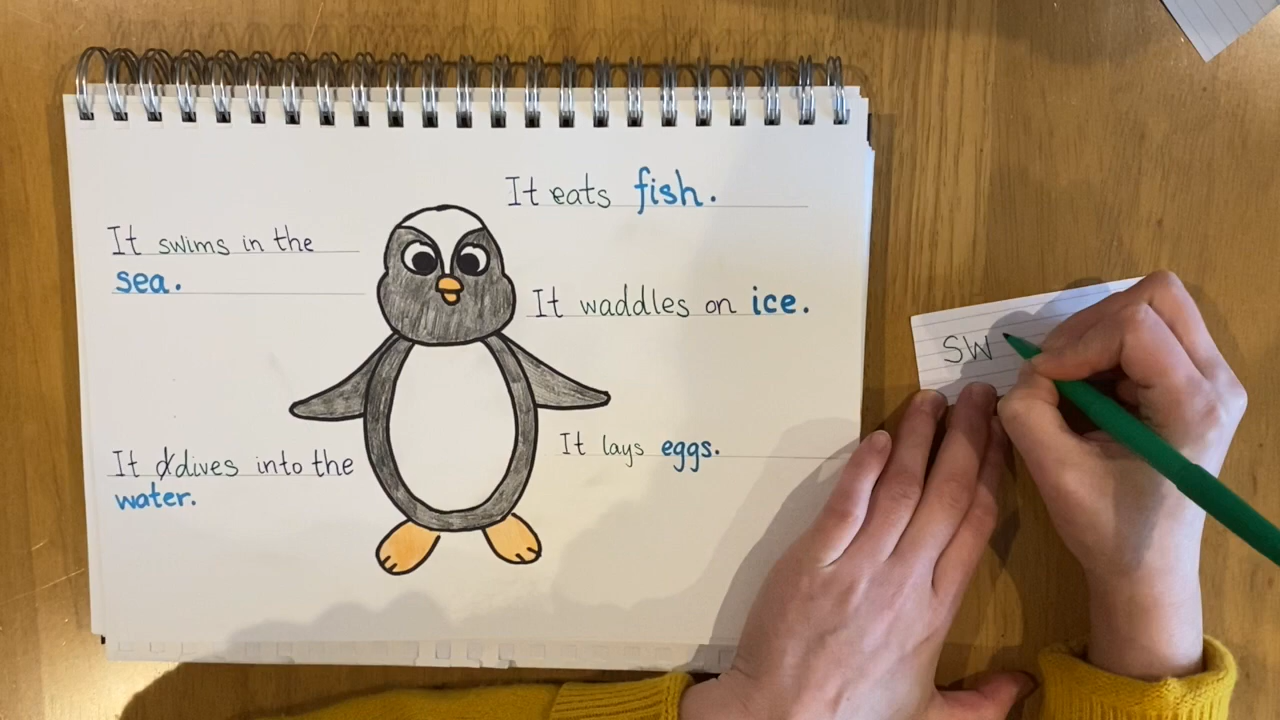 It eats fish.
It swims in the
sea.
It waddles on ice.
It lays eggs.
It ddives into the
water.
SW